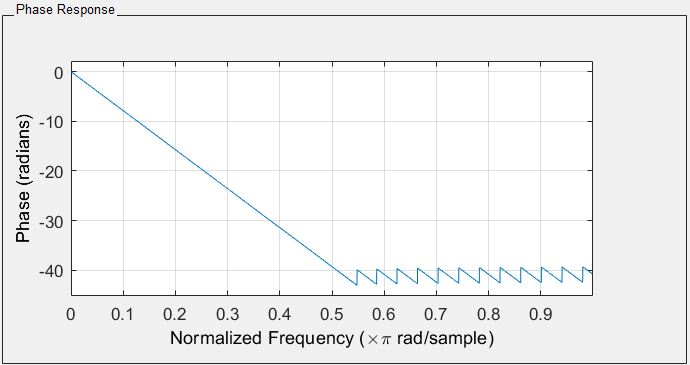 Phase Response
Phase (radians)
0
-10
-20
-30
-40
0 0.1 0.2 0.3 0.4 0.5 0.6 0.7 0.8 0.9
Normalized Frequency (×π rad/sample)